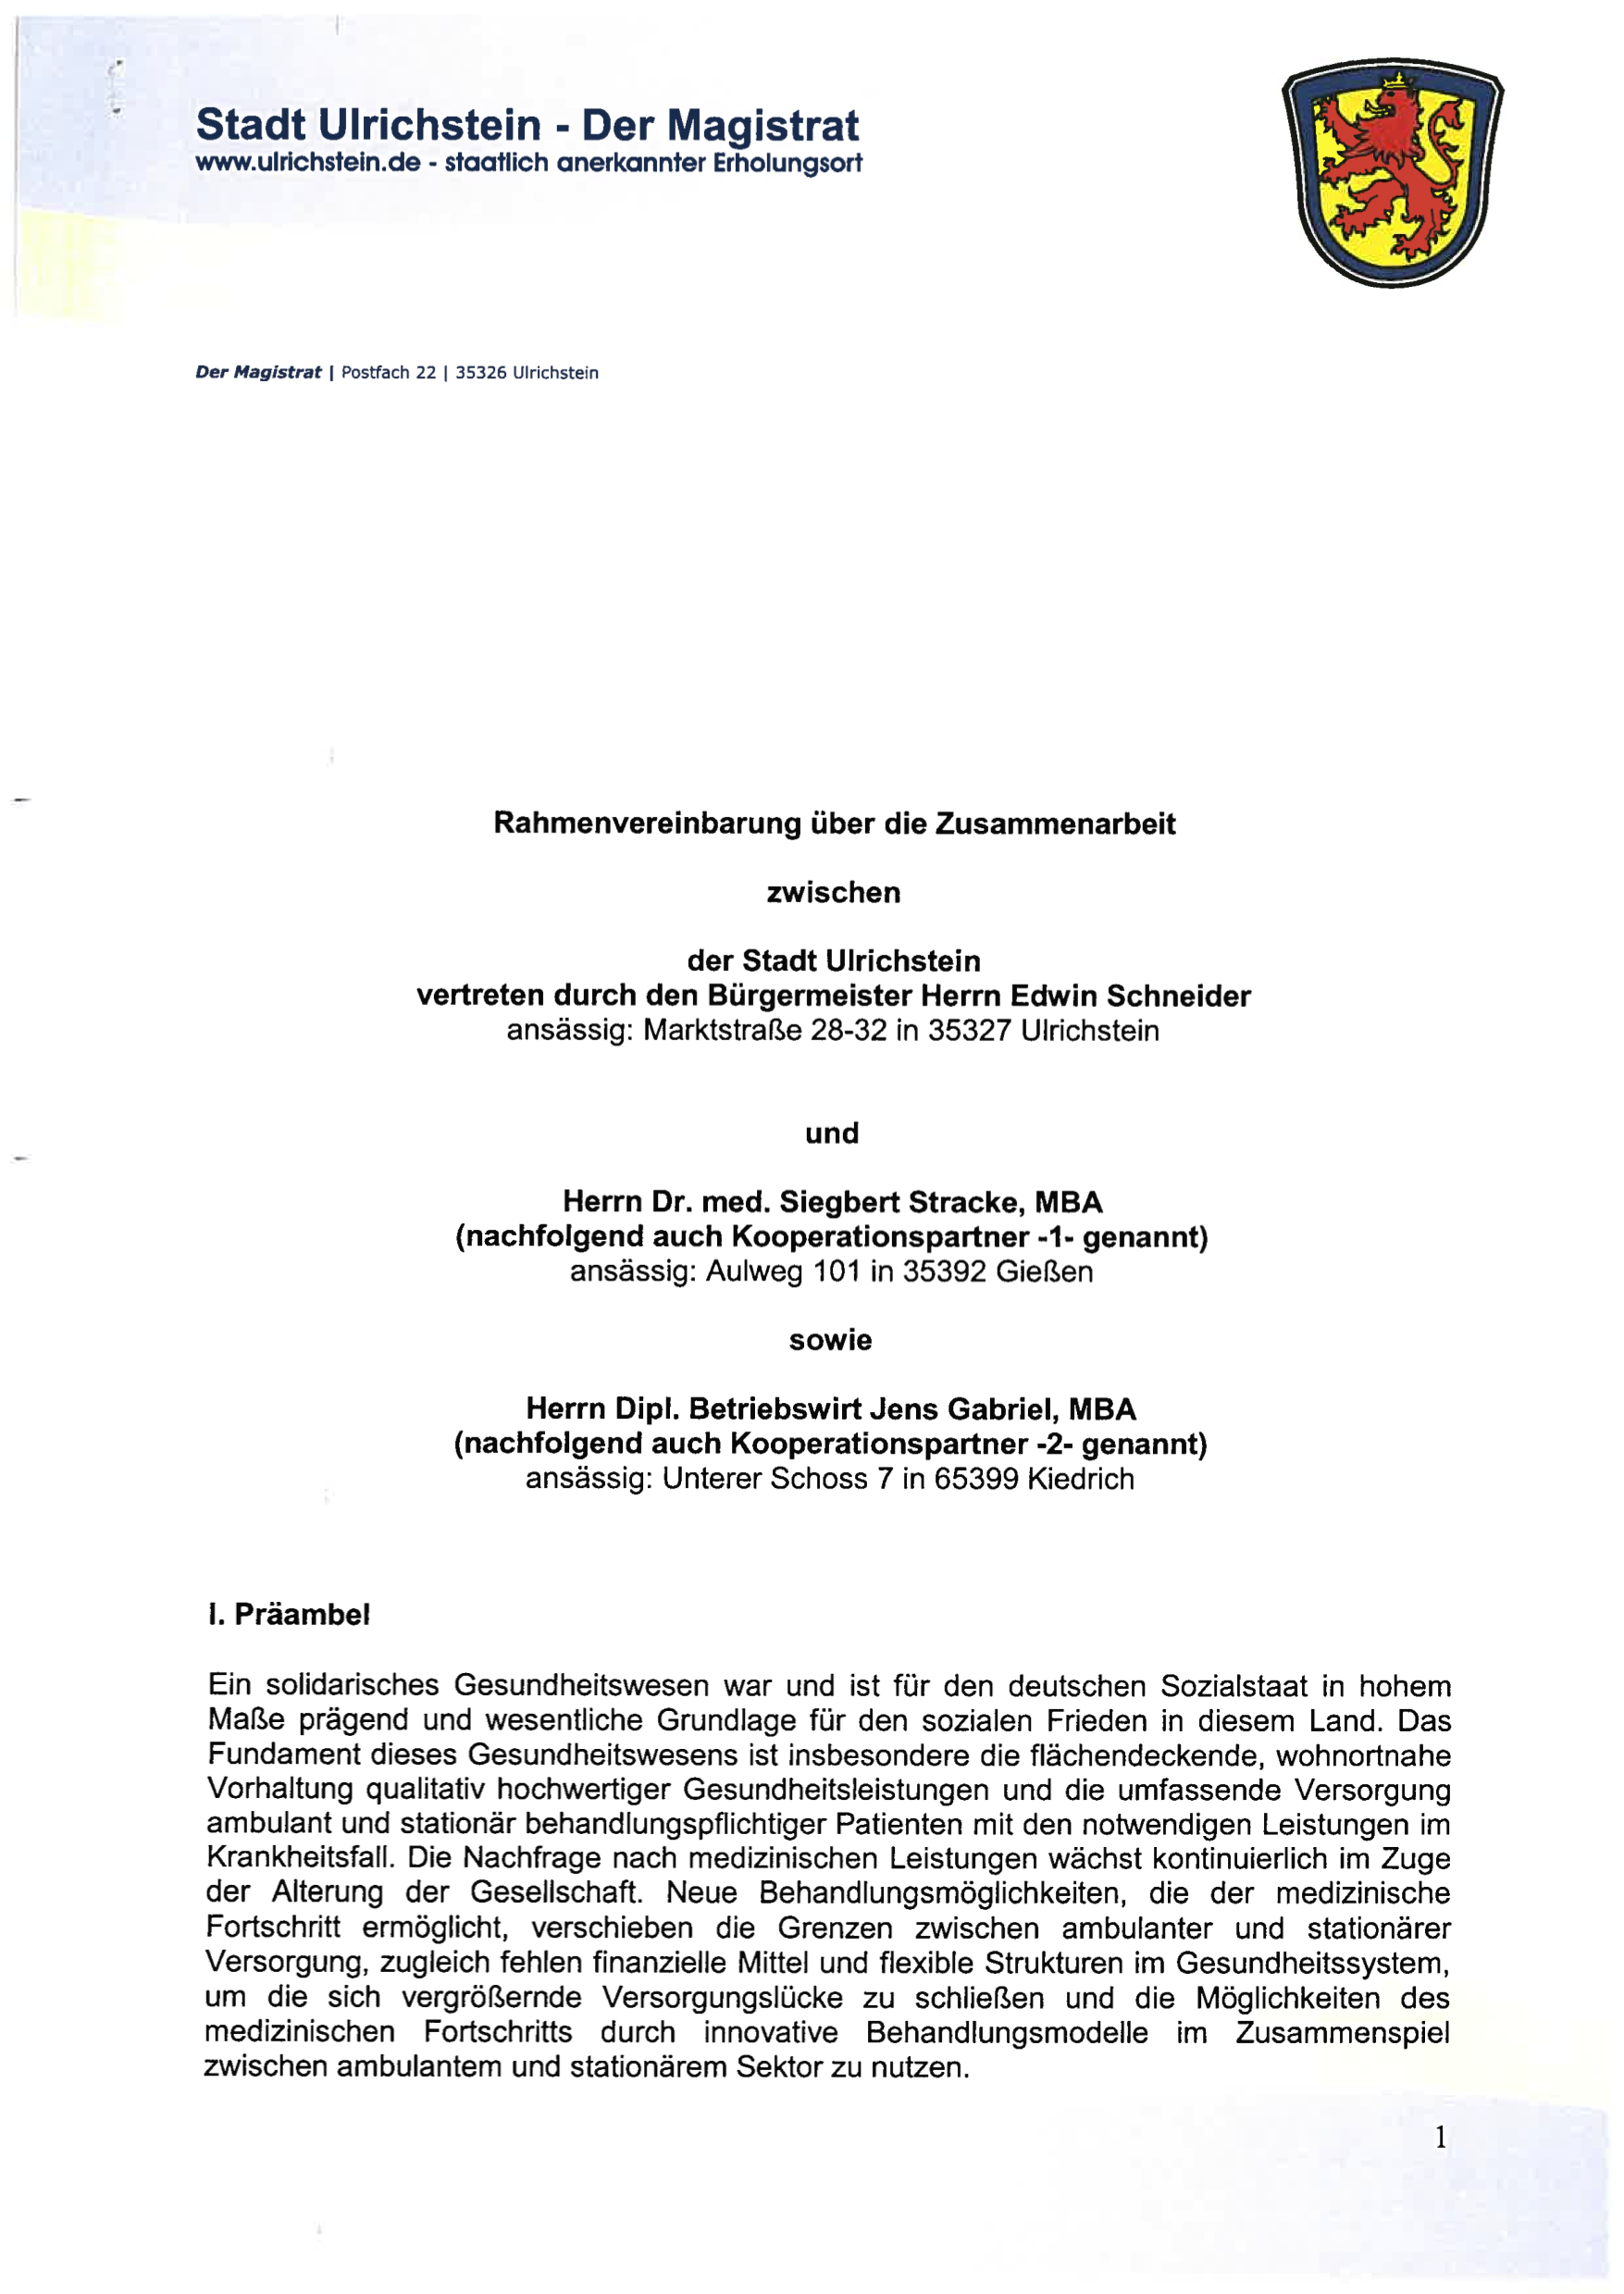 Stadt Ulrichstein - Der Magistrat
www.ulrichstein.de - staatlich anerkannter Erholungsort
Der Magistrat | Postfach 22 | 35326 Ulrichstein
Rahmenvereinbarung über die Zusammenarbeit
zwischen
der Stadt Ulrichstein
vertreten durch den Bürgermeister Herrn Edwin Schneider
ansässig: Marktstraße 28-32 in 35327 Ulrichstein
und
Herrn Dr. med. Siegbert Stracke, MBA
(nachfolgend auch Kooperationspartner -1- genannt)
ansässig: Aulweg 101 in 35392 Gießen
sowie
Herrn Dipl. Betriebswirt Jens Gabriel, MBA
(nachfolgend auch Kooperationspartner -2- genannt)
ansässig: Unterer Schoss 7 in 65399 Kiedrich
I. Präambel
Ein solidarisches Gesundheitswesen war und ist für den deutschen Sozialstaat in hohem
Maße prägend und wesentliche Grundlage für den sozialen Frieden in diesem Land. Das
Fundament dieses Gesundheitswesens ist insbesondere die flächendeckende, wohnortnahe
Vorhaltung qualitativ hochwertiger Gesundheitsleistungen und die umfassende Versorgung
ambulant und stationär behandlungspflichtiger Patienten mit den notwendigen Leistungen im
Krankheitsfall. Die Nachfrage nach medizinischen Leistungen wächst kontinuierlich im Zuge
der Alterung der Gesellschaft. Neue Behandlungsmöglichkeiten, die der medizinische
Fortschritt ermöglicht, verschieben die Grenzen zwischen ambulanter und stationärer
Versorgung, zugleich fehlen finanzielle Mittel und flexible Strukturen im Gesundheitssystem,
um die sich vergrößernde Versorgungslücke zu schließen und die Möglichkeiten des
medizinischen Fortschritts durch innovative Behandlungsmodelle im Zusammenspiel
zwischen ambulantem und stationärem Sektor zu nutzen.
1